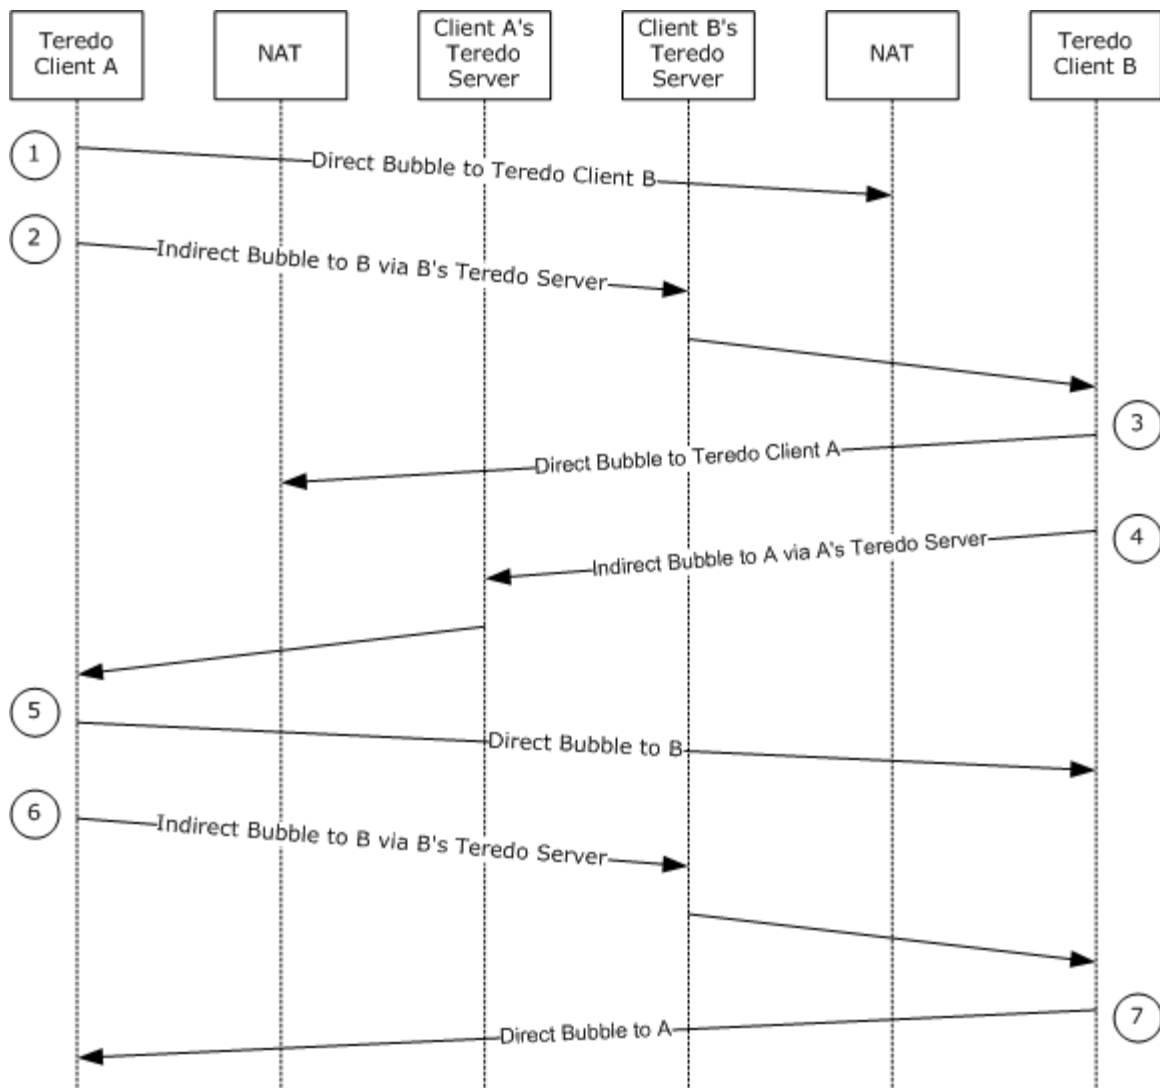 Teredo
Client A
NAT
Client A's
Teredo
Server
Client B's
Teredo
Server
NAT
Teredo
Client B
1
Direct Bubble to Teredo Client B
2
Indirect Bubble to B via B's Teredo Server
3
Direct Bubble to Teredo Client A
4
Indirect Bubble to A via A's Teredo Server
5
Direct Bubble to B
6
Indirect Bubble to B via B's Teredo Server
7
Direct Bubble to A